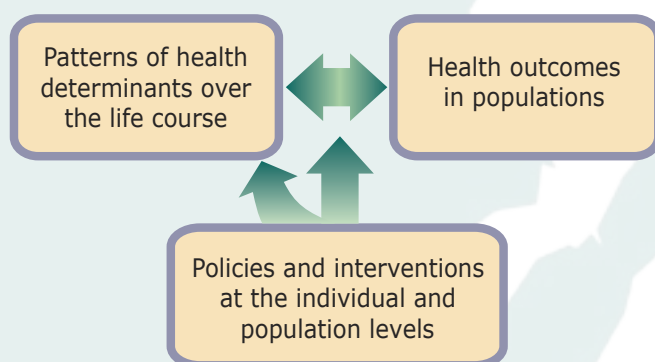 Patterns of health
determinants over
the life course
Health outcomes
in populations
Policies and interventions
at the individual and
population levels